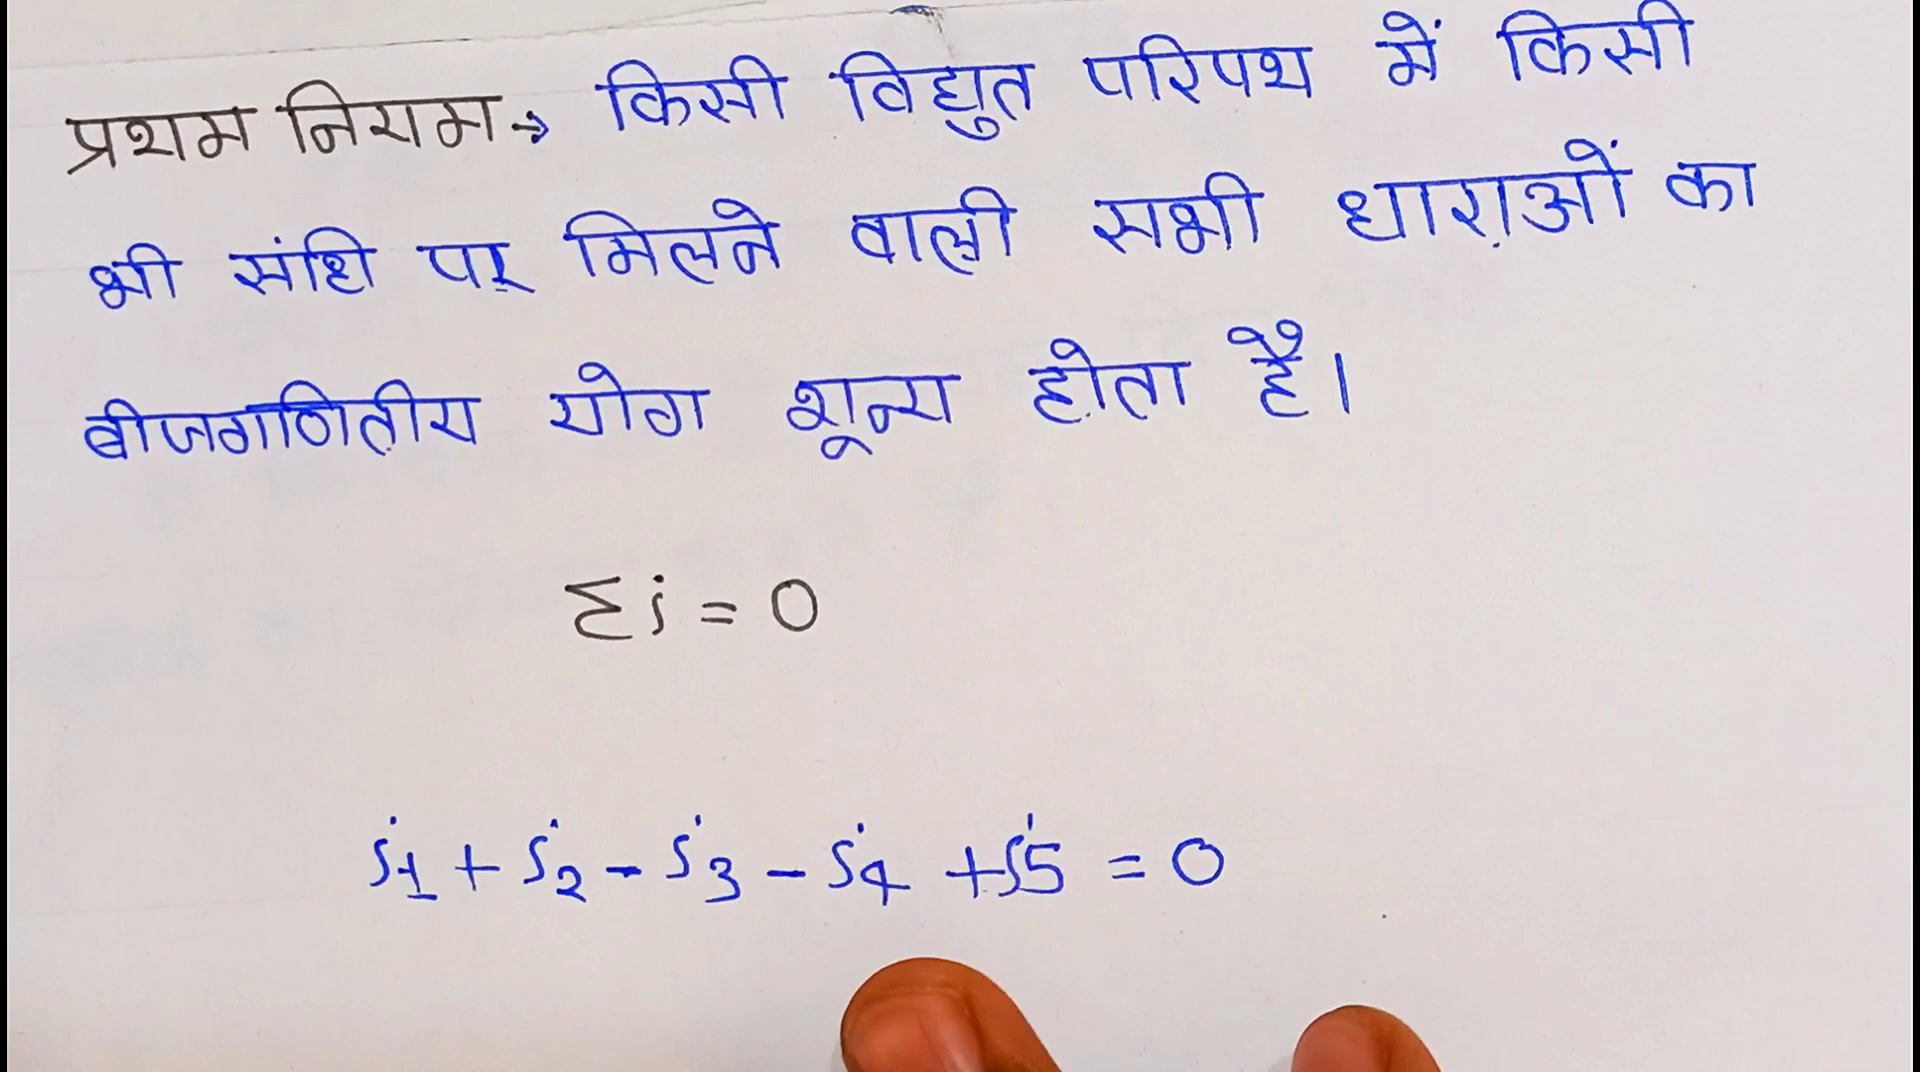 प्रथम नियम→ किसी विद्युत परिपथ में किसी
भी संधि पर मिलने वाली सभी धाराओं का
बीजगणितीय योग शून्य होता है।
Σi = 0
i1 + i2 - i3 - i4 + i5 = 0